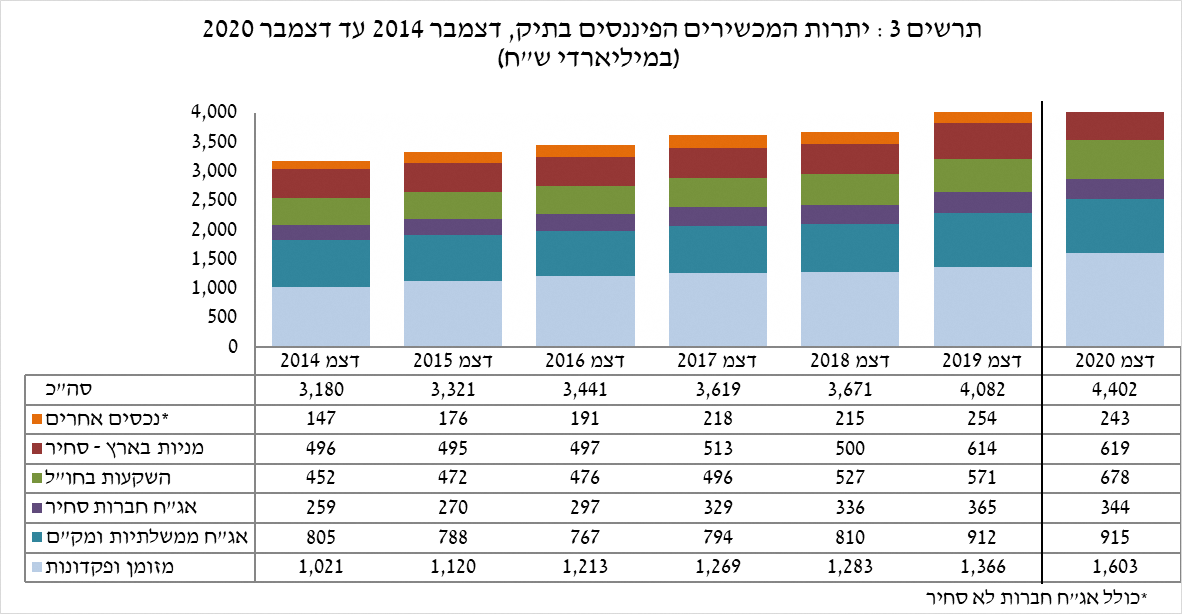 תרשים 3 : יתרות המכשירים הפיננסים בתיק, דצמבר 2014 עד דצמבר 2020
(במיליארדי ש"ח)
4,000
3,500
3,000
2,500
2,000
1,500
1,000
500
0
דצמ 2014 דצמ 2015 דצמ 2016 דצמ 2017 דצמ 2018 דצמ 2019 דצמ 2020
סה"כ 3,180 3,321 3,441 3,619 3,671 4,082 4,402
נכסים אחרים* 147 176 191 218 215 254 243
מניות בארץ - סחיר 496 495 497 513 500 614 619
השקעות בחו"ל 452 472 476 496 527 571 678
אג"ח חברות סחיר 259 270 297 329 336 365 344
אג"ח ממשלתיות ומק"ם 805 788 767 794 810 912 915
מזומן ופקדונות 1,021 1,120 1,213 1,269 1,283 1,366 1,603
*כולל אג"ח חברות לא סחיר